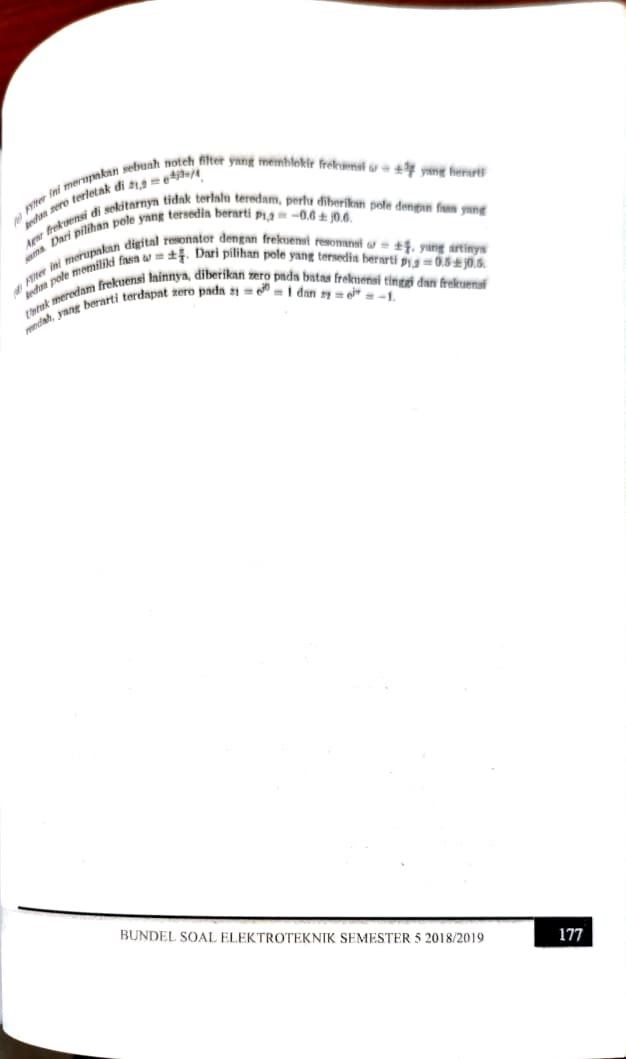 (c) Filter ini merupakan sebuah notch filter yang memblokir frekuensi ω = ±3π/4 yang berarti
kedua zero terletak di z1,2 = e^±j3π/4.
Agar frekuensi di sekitarnya tidak terlalu teredam, perlu diberikan pole dengan fasa yang
sama. Dari pilihan pole yang tersedia berarti p1,2 = −0.6 ± j0.6.
(d) Filter ini merupakan digital resonator dengan frekuensi resonansi ω = ±π/4, yang artinya
kedua pole memiliki fasa ω = ±π/4. Dari pilihan pole yang tersedia berarti p1,2 = 0.5 ± j0.5.
Untuk meredam frekuensi lainnya, diberikan zero pada batas frekuensi tinggi dan frekuensi
rendah, yang berarti terdapat zero pada z1 = e^j0 = 1 dan z2 = e^jπ = −1.
BUNDEL SOAL ELEKTROTEKNIK SEMESTER 5 2018/2019
177